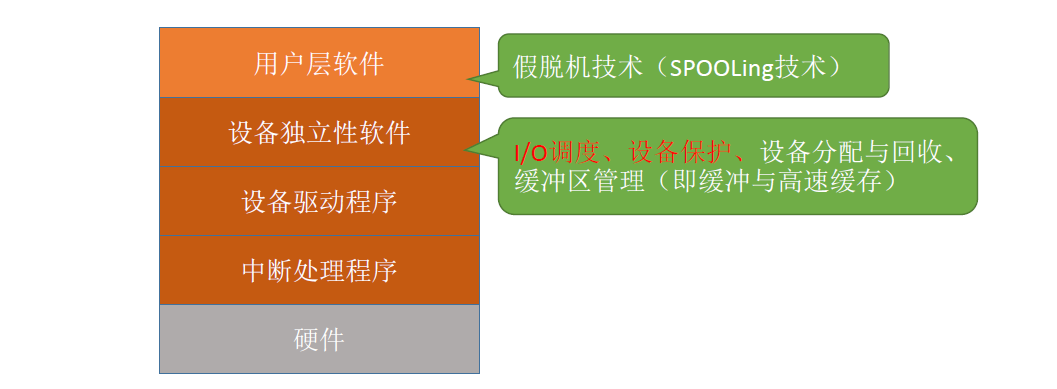 用户层软件
假脱机技术（SPOOLing技术）
设备独立性软件
I/O调度、设备保护、设备分配与回收、
缓冲区管理（即缓冲与高速缓存）
设备驱动程序
中断处理程序
硬件